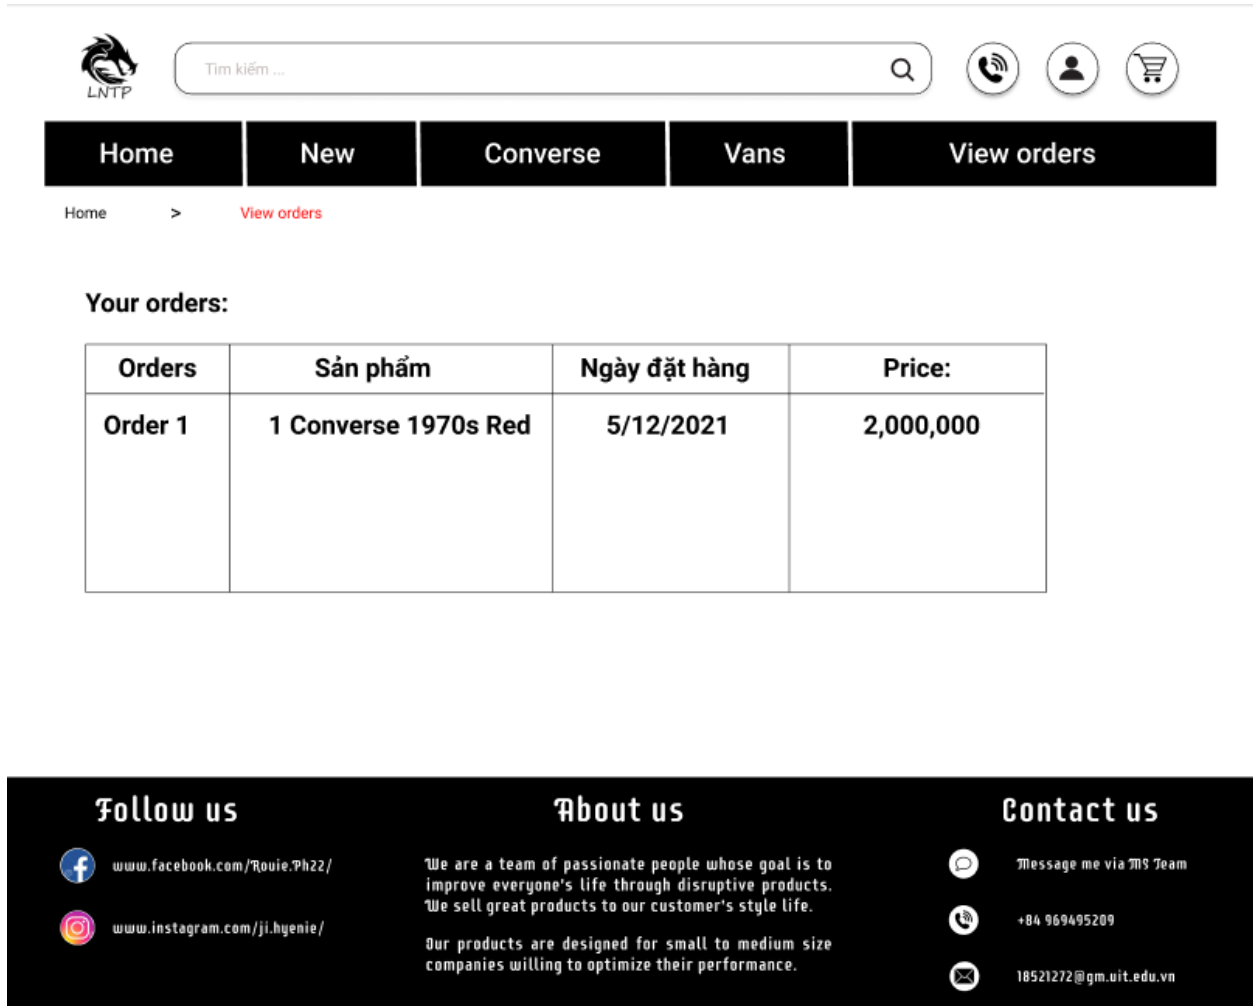 LNTP
Tìm kiếm ...
Home New Converse Vans View orders
Home > View orders
Your orders:
Orders Sản phẩm Ngày đặt hàng Price:
Order 1 1 Converse 1970s Red 5/12/2021 2,000,000
Follow us
www.facebook.com/Rouie.Ph22/
www.instagram.com/ji.hyenie/
About us
We are a team of passionate people whose goal is to
improve everyone's life through disruptive products.
We sell great products to our customer's style life.
Our products are designed for small to medium size
companies willing to optimize their performance.
Contact us
Message me via MS Team
+84 969495209
18521272@gm.uit.edu.vn